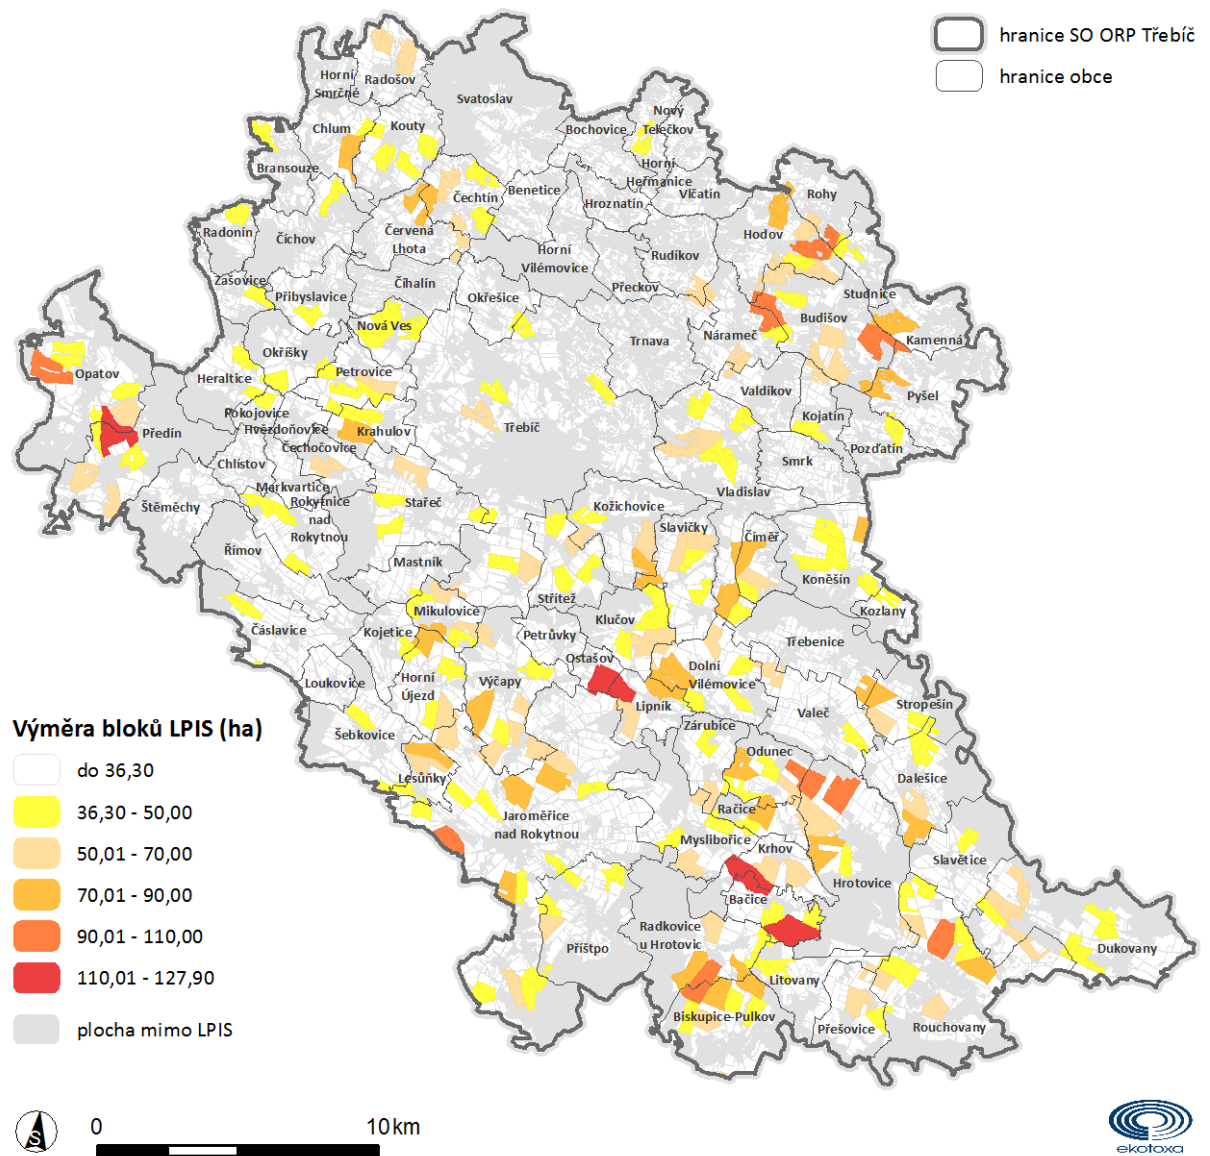 hranice SO ORP Třebíč
hranice obce
Horní
Smrčné
Radošov
Svatoslav
Nový
Telečkov
Chlum
Kouty
Bochovice
Horní
Heřmanice
Bransouze
Čechtín
Benetice
Hroznatín
Vlčatín
Rohy
Radonín
Čichov
Červená
Lhota
Horní
Vilémovice
Rudíkov
Hodov
Zašovice
Přibyslavice
Číhalín
Okřešice
Přeckov
Studnice
Nová Ves
Trnava
Nárameč
Budišov
Kamenná
Opatov
Okříšky
Heraltice
Petrovice
Valdíkov
Pyšel
Pokojovice
Hvězdoňovice
Krahulov
Třebíč
Kojatín
Předín
Čechočovice
Pozďatín
Chlístov
Smrk
Markvartice
Vladislav
Štěměchy
Rokytnice
nad
Rokytnou
Stařeč
Kožichovice
Slavičky
Číměř
Římov
Mastník
Koněšín
Střítež
Kozlany
Mikulovice
Klučov
Čáslavice
Kojetice
Petrůvky
Třebenice
Ostašov
Dolní
Vilémovice
Loukovice
Horní
Újezd
Výčapy
Lipník
Valeč
Stropešín
Šebkovice
Zárubice
Odunec
Lesůňky
Dalešice
Jaroměřice
nad Rokytnou
Račice
Myslibořice
Krhov
Slavětice
Bačice
Hrotovice
Radkovice
u Hrotovic
Příštpo
Dukovany
Litovany
Biskupice-Pulkov
Přešovice
Rouchovany
Výměra bloků LPIS (ha)
do 36,30
36,30 - 50,00
50,01 - 70,00
70,01 - 90,00
90,01 - 110,00
110,01 - 127,90
plocha mimo LPIS
S
0
10 km
ekotoxa